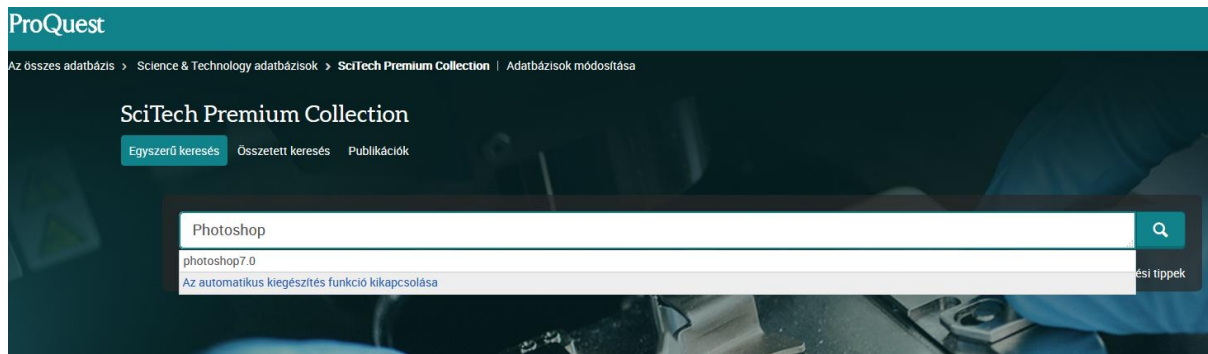 ProQuest
Az összes adatbázis > Science & Technology adatbázisok > SciTech Premium Collection | Adatbázisok módosítása
SciTech Premium Collection
Egyszerű keresés Összetett keresés Publikációk
Photoshop
photoshop7.0
Az automatikus kiegészítés funkció kikapcsolása
ési tippek